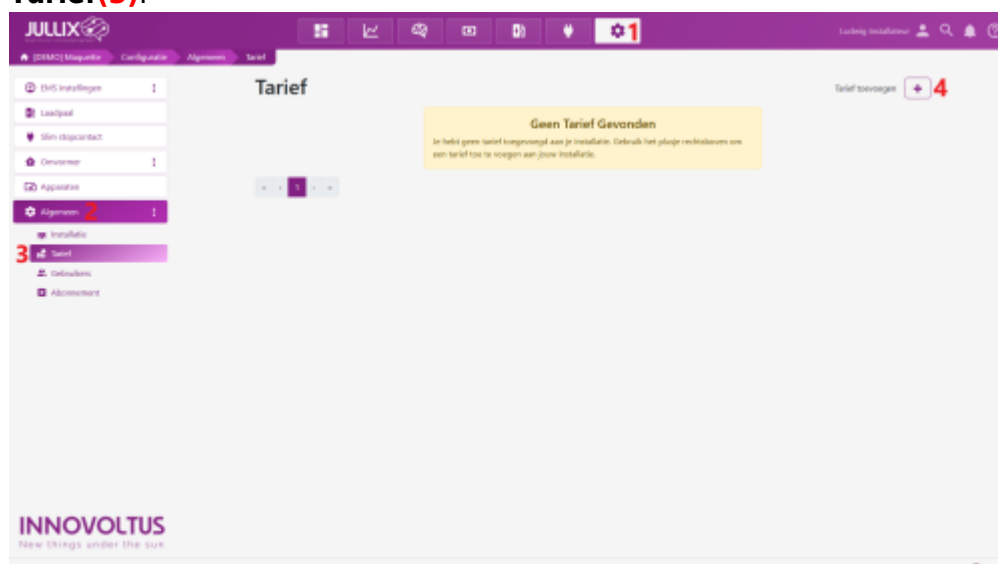 Tarief(3).
JULLIX
1
Ludwig Installateur
[DEMO] Maquette Configuratie Algemeen Tarief
EMS Instellingen
Laadpaal
Slim stopcontact
Omvormer
Apparaten
Algemeen 2
Installatie
3 Tarief
Gebruikers
Abonnement
Tarief
Tarief toevoegen + 4
Geen Tarief Gevonden
Je hebt geen tarief toegevoegd aan je installatie. Gebruik het plusje rechtsboven om
een tarief toe te voegen aan jouw installatie.
« ‹ 1 › »
INNOVOLTUS
New things under the sun